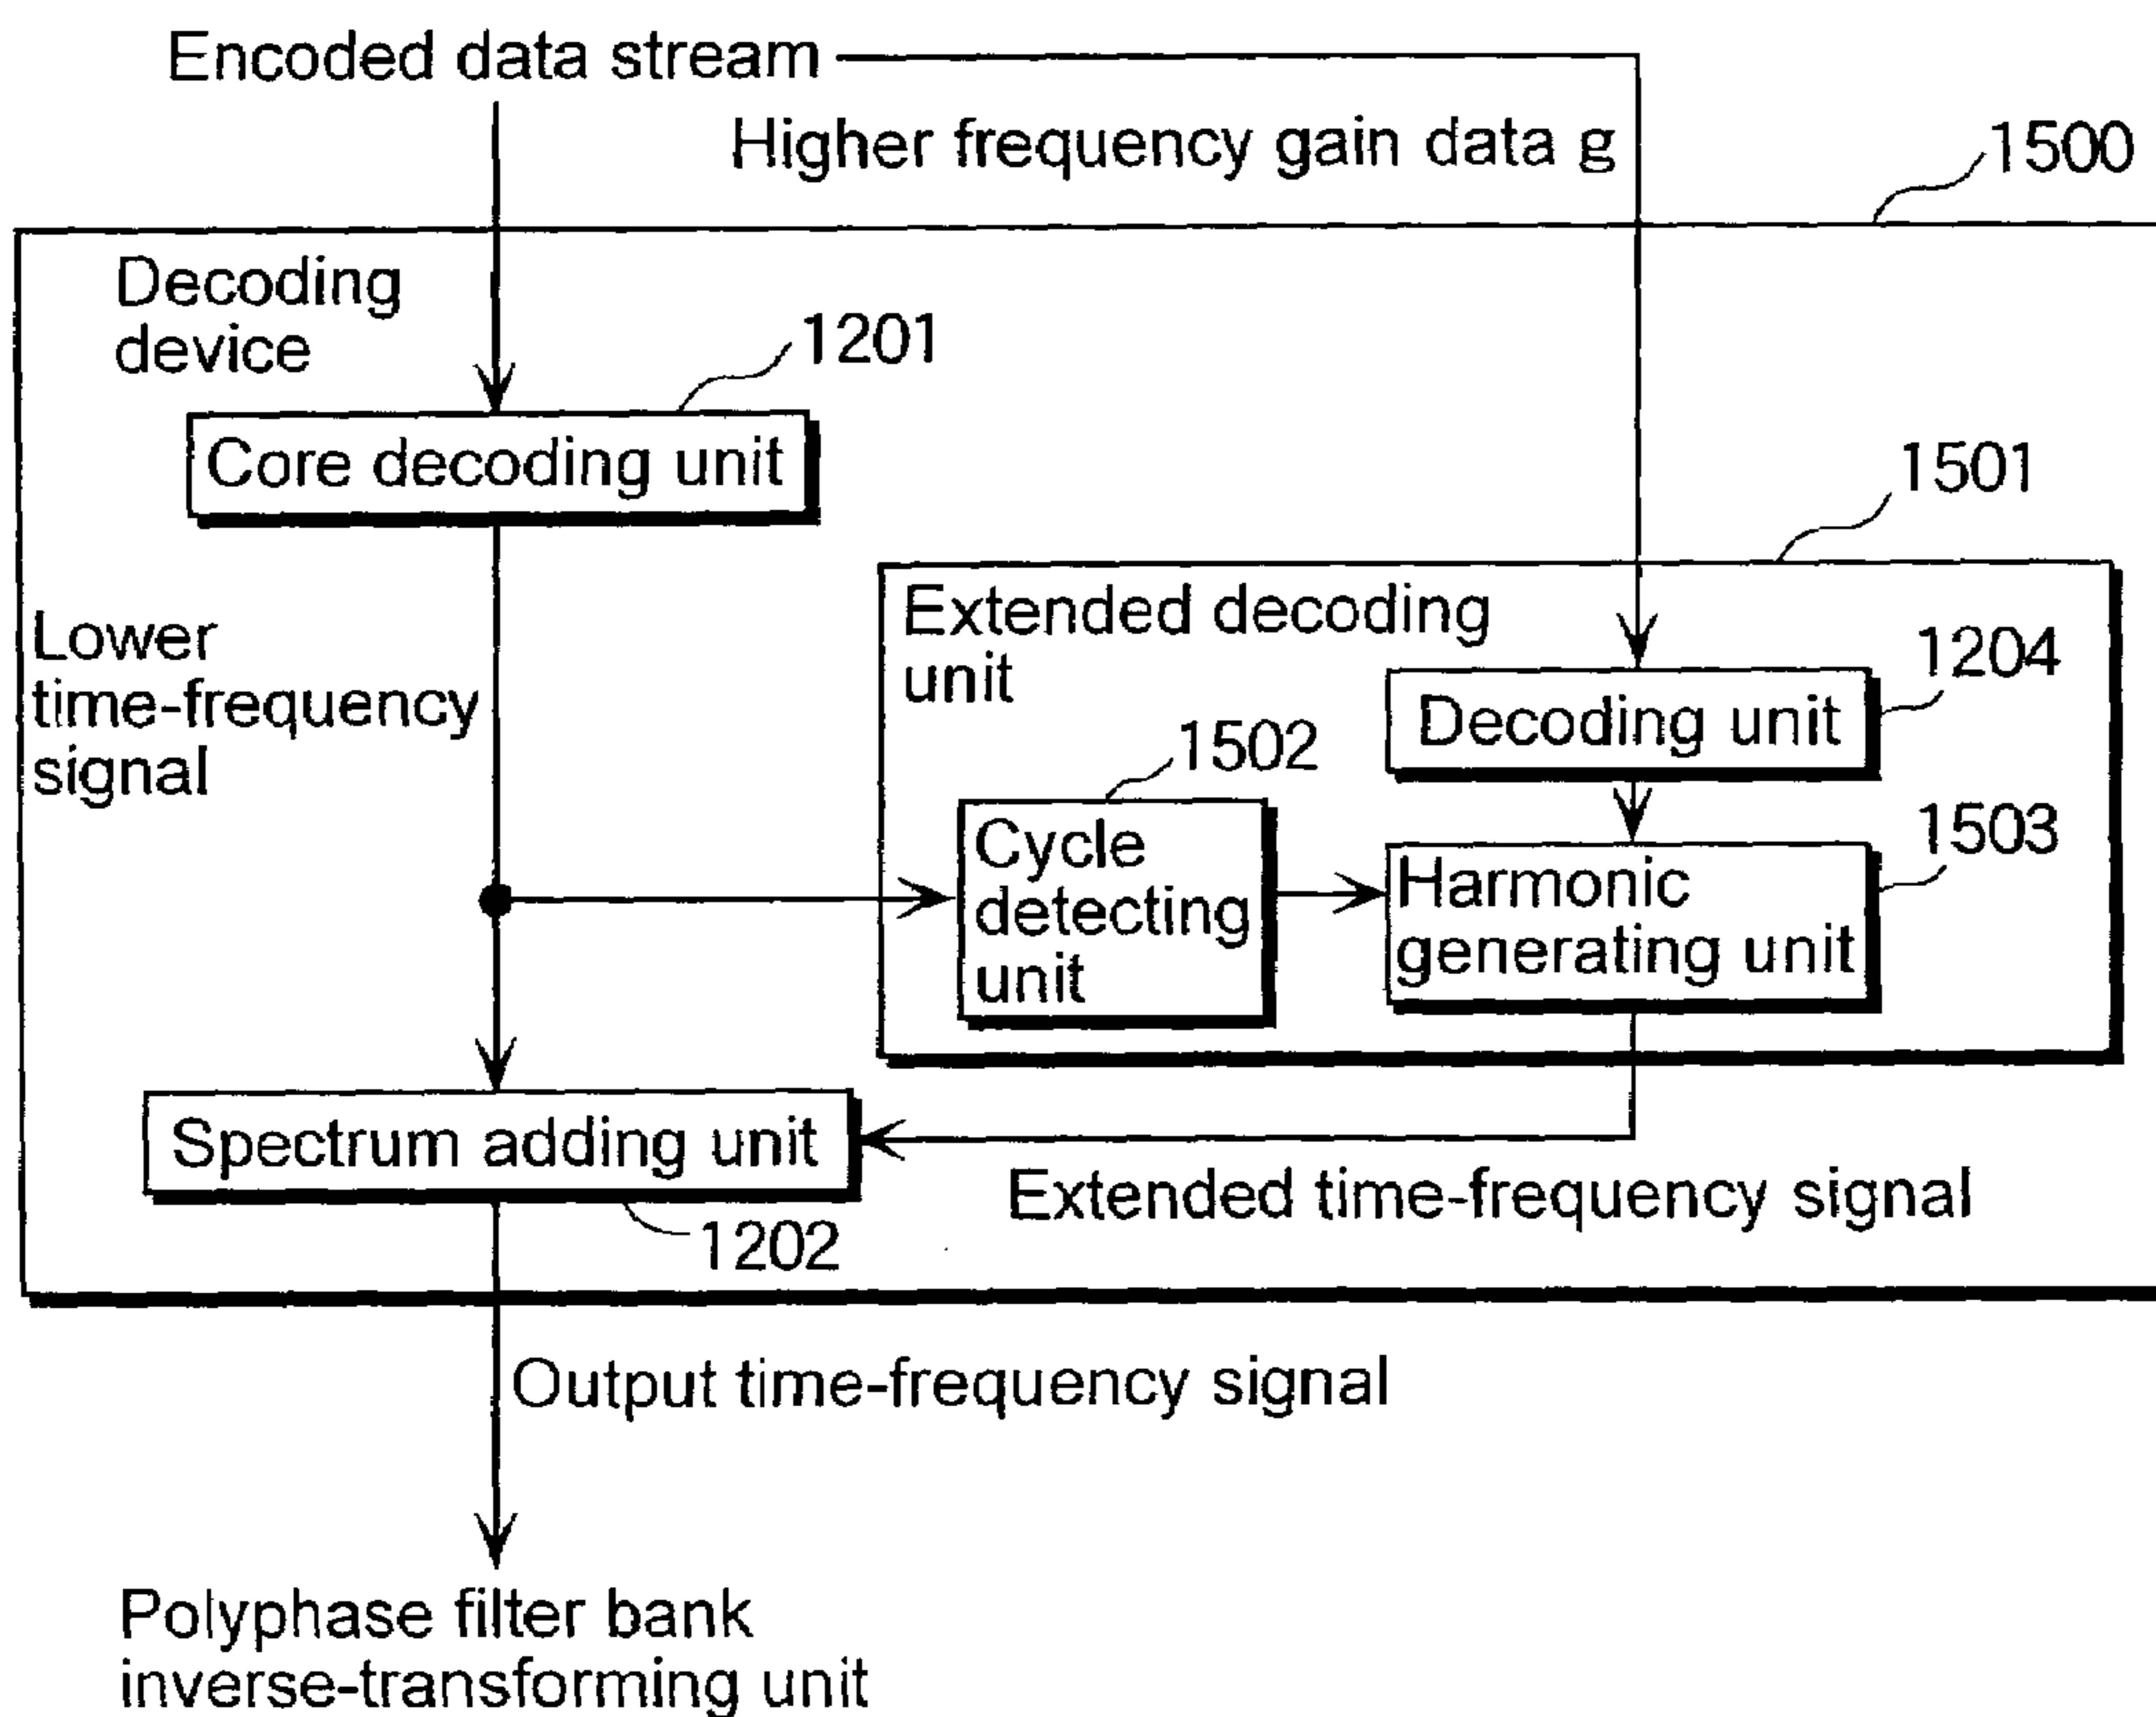 Encoded data stream
Higher frequency gain data g
1500
Decoding
device
1201
Core decoding unit
1501
Extended decoding
unit
Lower
time-frequency
signal
1204
Decoding unit
1502
Cycle
detecting
unit
1503
Harmonic
generating unit
Spectrum adding unit
Extended time-frequency signal
1202
Output time-frequency signal
Polyphase filter bank
inverse-transforming unit